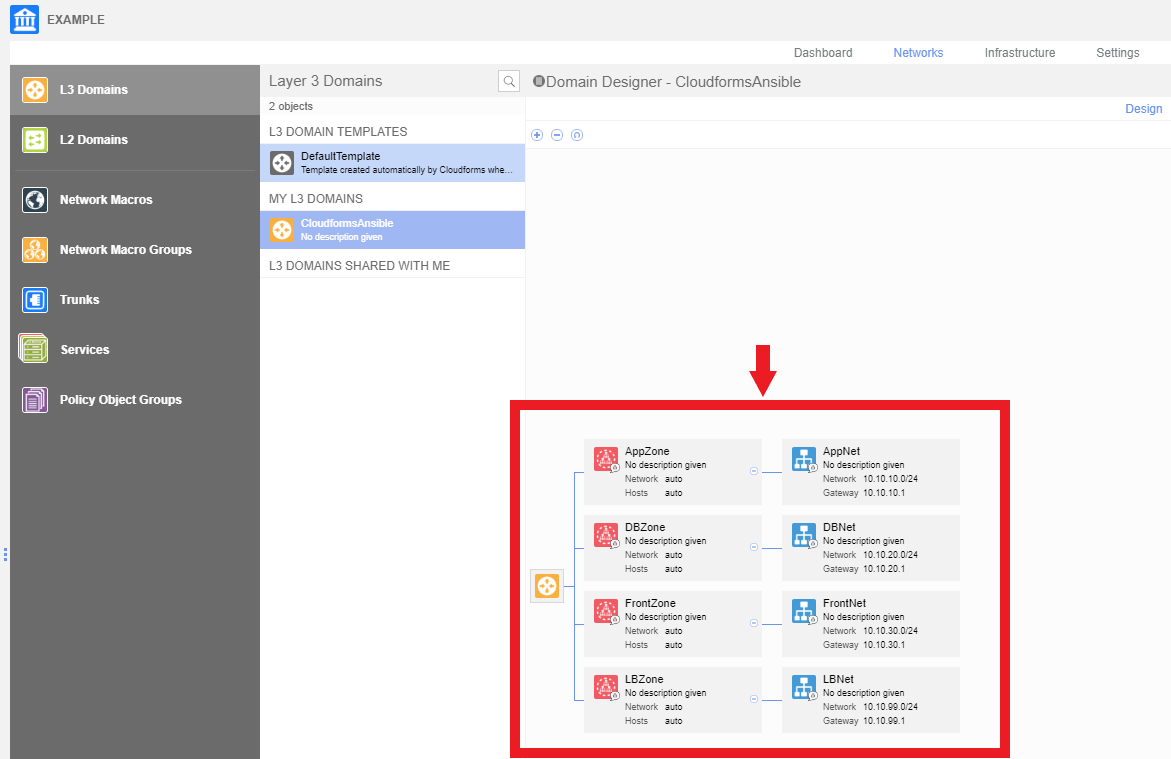 EXAMPLE
Dashboard Networks Infrastructure Settings
L3 Domains
L2 Domains
Network Macros
Network Macro Groups
Trunks
Services
Policy Object Groups
Layer 3 Domains
2 objects
L3 DOMAIN TEMPLATES
DefaultTemplate
Template created automatically by Cloudforms whe...
MY L3 DOMAINS
CloudformsAnsible
No description given
L3 DOMAINS SHARED WITH ME
Domain Designer - CloudformsAnsible
Design
AppZone
No description given
Network auto
Hosts auto
AppNet
No description given
Network 10.10.10.0/24
Gateway 10.10.10.1
DBZone
No description given
Network auto
Hosts auto
DBNet
No description given
Network 10.10.20.0/24
Gateway 10.10.20.1
FrontZone
No description given
Network auto
Hosts auto
FrontNet
No description given
Network 10.10.30.0/24
Gateway 10.10.30.1
LBZone
No description given
Network auto
Hosts auto
LBNet
No description given
Network 10.10.99.0/24
Gateway 10.10.99.1